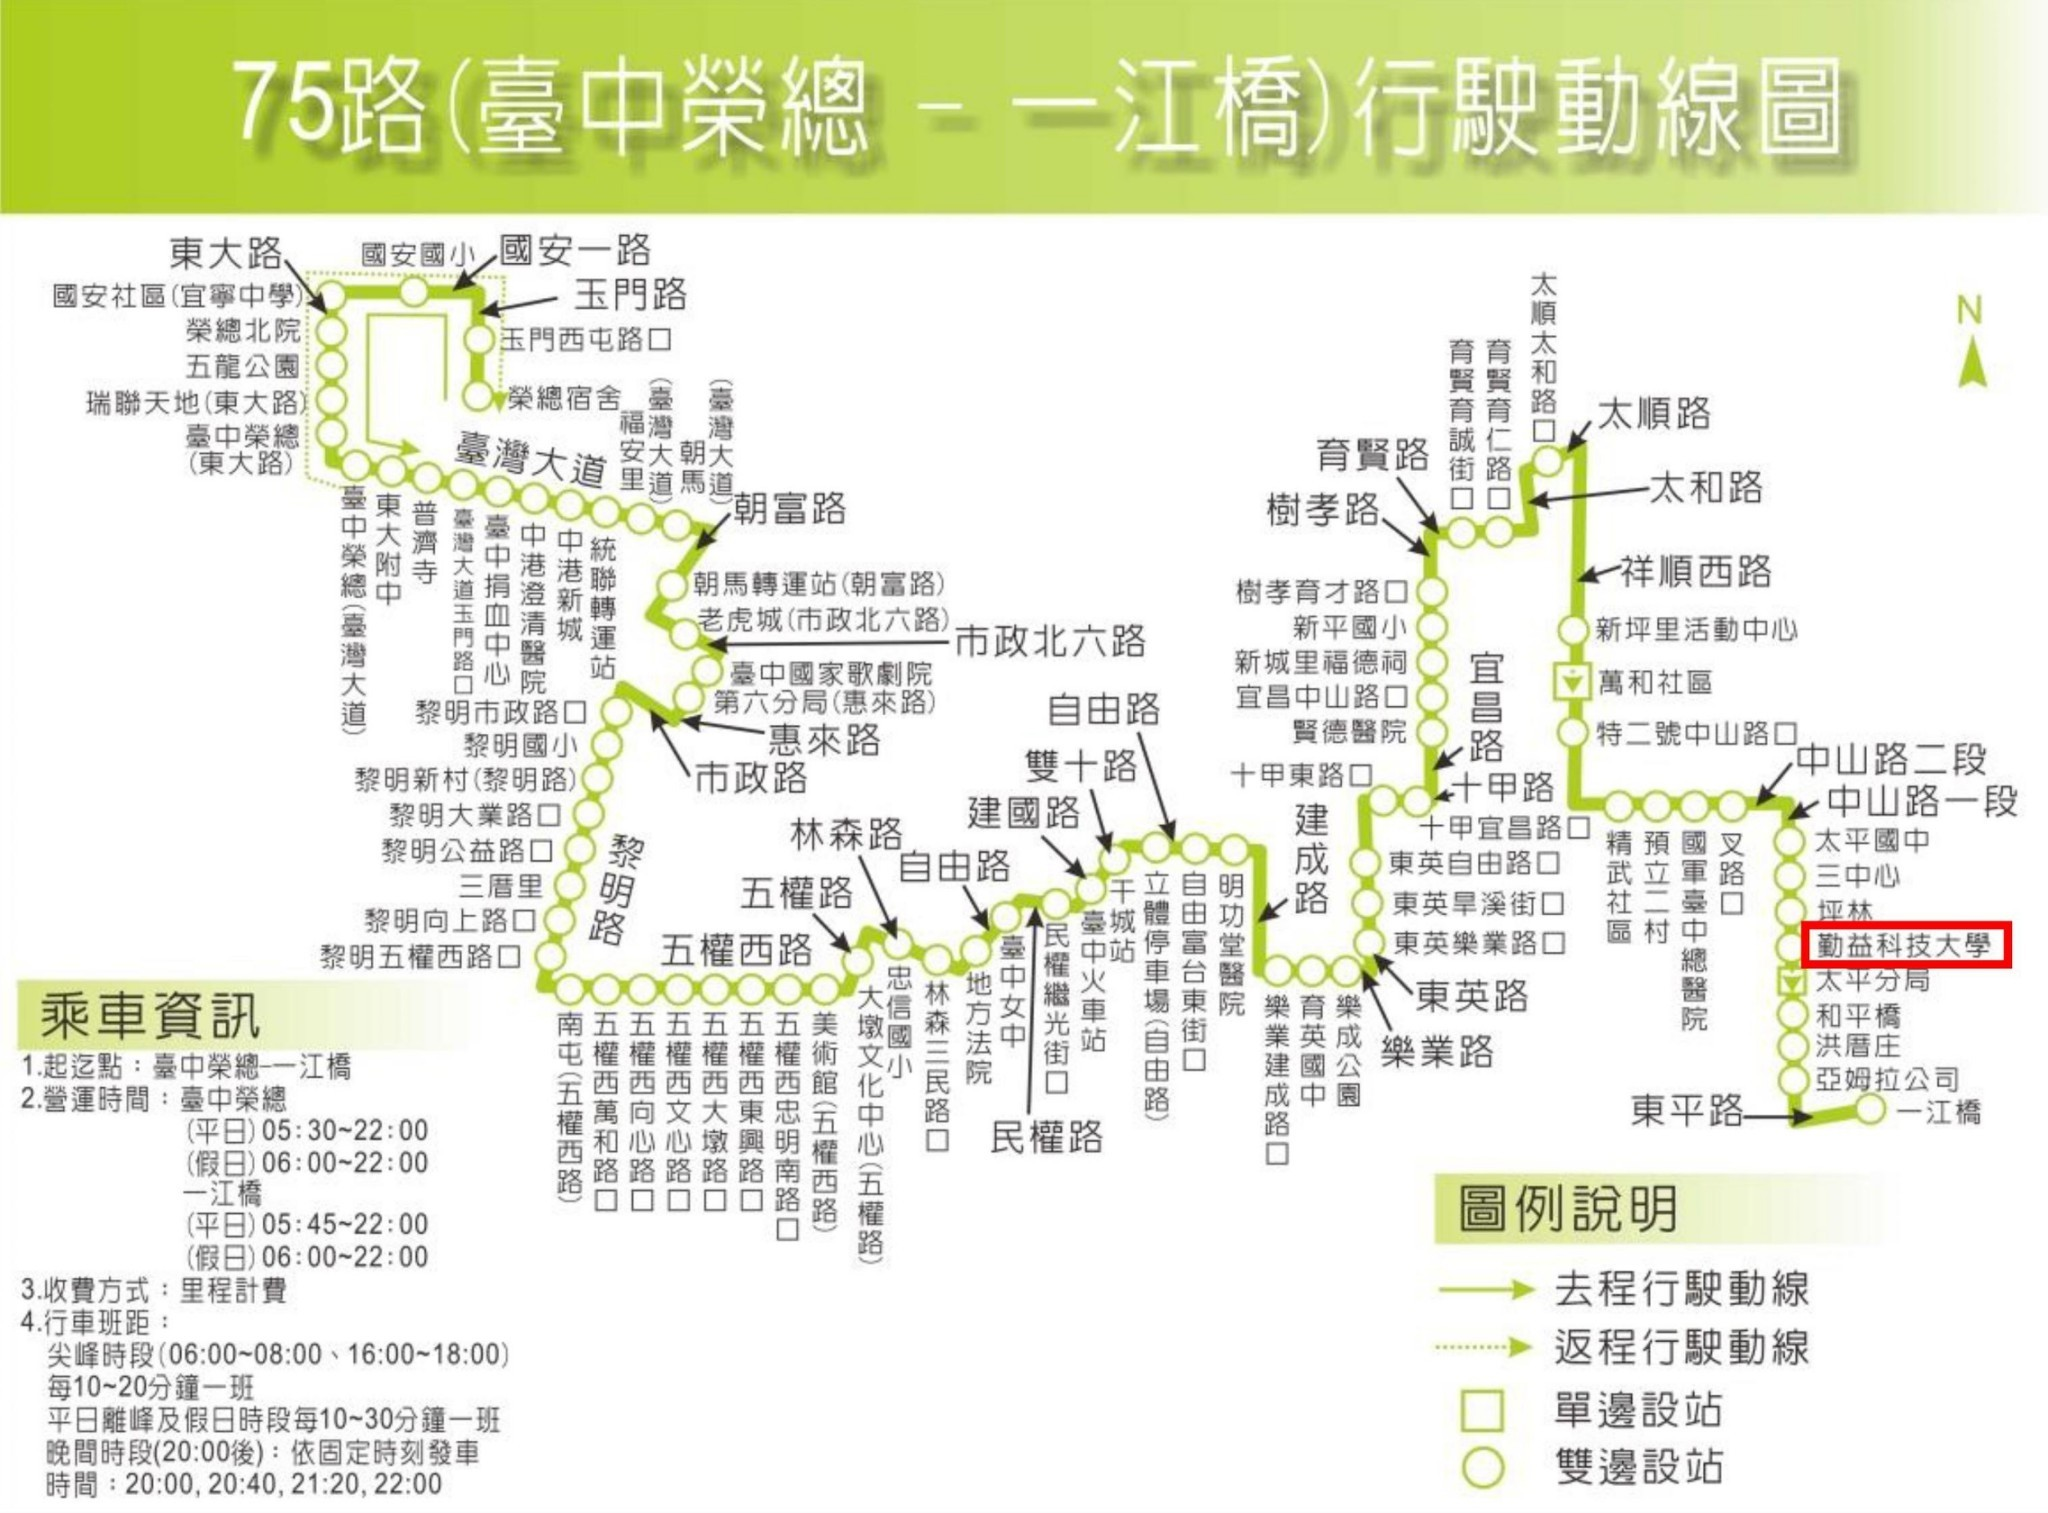 75路(臺中榮總 – 一江橋)行駛動線圖
東大路
國安國小
國安一路
玉門路
國安社區(宜寧中學)
榮總北院
五龍公園
瑞聯天地(東大路)
臺中榮總
(東大路)
玉門西屯路口
榮總宿舍
臺灣大道
臺中榮總(臺灣大道)
東大附中
普濟寺
臺灣大道玉門路口
臺中捐血中心
中港澄清醫院
中港新城
統聯轉運站
福安里(臺灣大道)
朝馬(臺灣大道)
朝富路
朝馬轉運站(朝富路)
老虎城(市政北六路)
市政北六路
臺中國家歌劇院
第六分局(惠來路)
惠來路
市政路
黎明市政路口
黎明國小
黎明新村(黎明路)
黎明大業路口
黎明公益路口
三厝里
黎明向上路口
黎明五權西路口
黎明路
五權西路
南屯(五權西路)
五權西萬和路口
五權西向心路口
五權西文心路口
五權西大墩路口
五權西東興路口
五權西忠明南路口
美術館(五權西路)
五權路
大墩文化中心(五權路)
林森路
忠信國小
林森三民路口
自由路
地方法院
臺中女中
民權路
民權繼光街口
建國路
臺中火車站
雙十路
干城站
自由路
立體停車場(自由路)
自由富台東街口
明功堂醫院
建成路
樂業建成路口
育英國中
樂成公園
樂業路
東英路
東英樂業路口
東英旱溪街口
東英自由路口
十甲東路口
十甲宜昌路口
十甲路
宜昌路
賢德醫院
宜昌中山路口
新城里福德祠
新平國小
樹孝育才路口
樹孝路
育賢路
育賢育誠街口
育賢育仁路口
太和路
太順太和路口
太順路
祥順西路
新坪里活動中心
萬和社區
特二號中山路口
精武社區
預立二村
國軍臺中總醫院
叉路口
中山路二段
中山路一段
太平國中
三中心
坪林
勤益科技大學
太平分局
和平橋
洪厝庄
亞姆拉公司
東平路
一江橋
N
乘車資訊
1.起迄點：臺中榮總-一江橋
2.營運時間：臺中榮總
(平日)05:30~22:00
(假日)06:00~22:00
一江橋
(平日)05:45~22:00
(假日)06:00~22:00
3.收費方式：里程計費
4.行車班距：
尖峰時段(06:00~08:00、16:00~18:00)
每10~20分鐘一班
平日離峰及假日時段每10~30分鐘一班
晚間時段(20:00後)：依固定時刻發車
時間：20:00, 20:40, 21:20, 22:00
圖例說明
去程行駛動線
返程行駛動線
單邊設站
雙邊設站